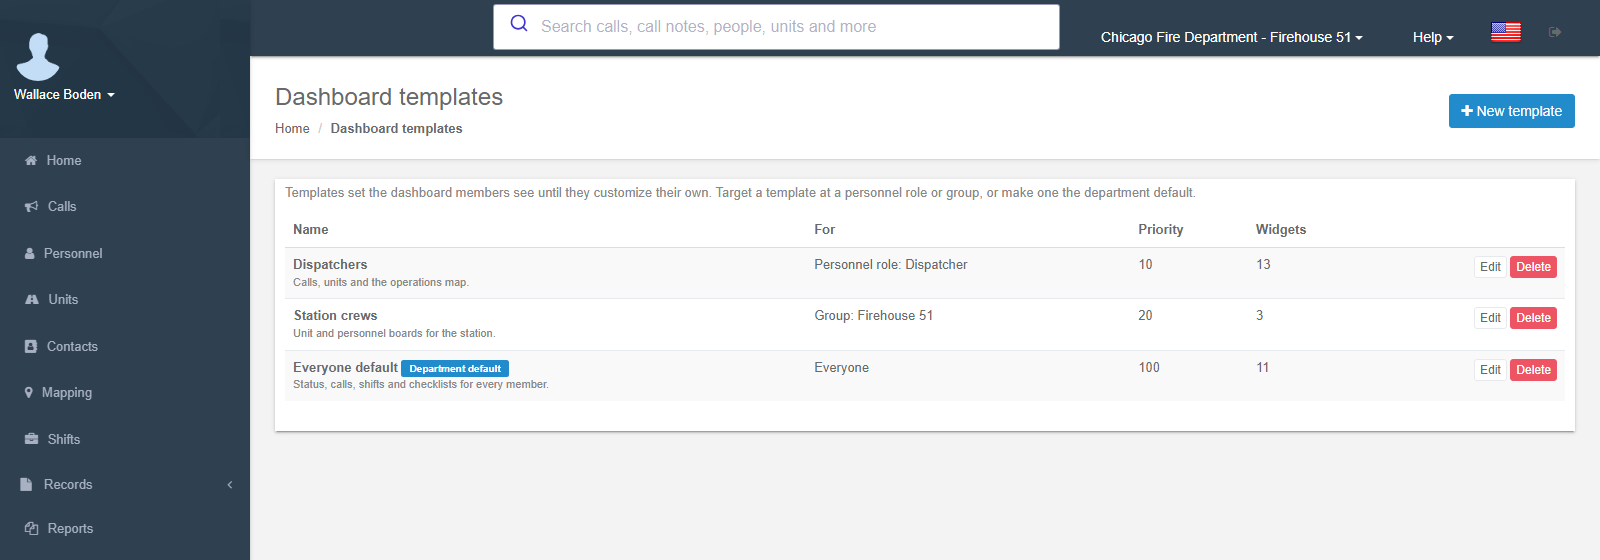 Search calls, call notes, people, units and more
Chicago Fire Department - Firehouse 51
Help
Wallace Boden
Home
Calls
Personnel
Units
Contacts
Mapping
Shifts
Records
Reports
Dashboard templates
Home / Dashboard templates
New template
Templates set the dashboard members see until they customize their own. Target a template at a personnel role or group, or make one the department default.
Name For Priority Widgets
Dispatchers Personnel role: Dispatcher 10 13 Edit Delete
Calls, units and the operations map.
Station crews Group: Firehouse 51 20 3 Edit Delete
Unit and personnel boards for the station.
Everyone default Department default Everyone 100 11 Edit Delete
Status, calls, shifts and checklists for every member.